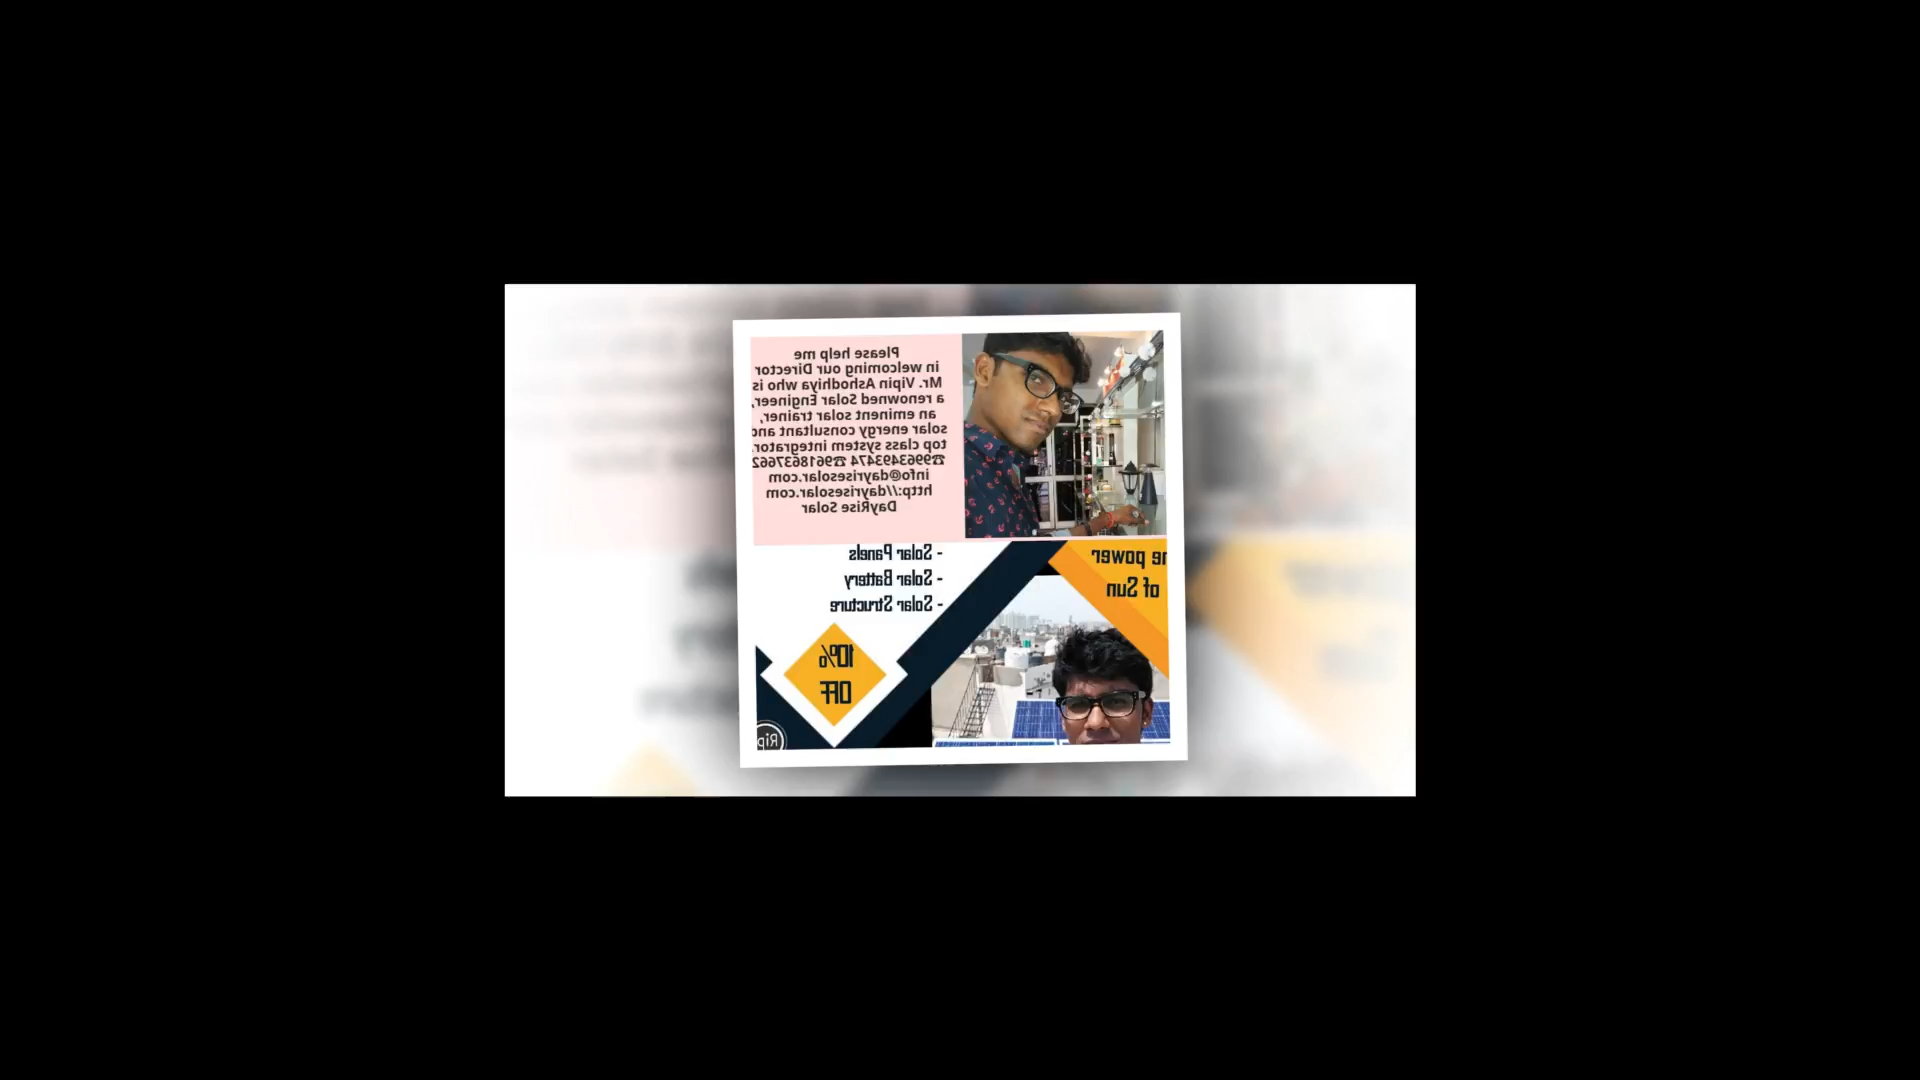 Please help me
in welcoming our Director
Mr. Vipin Ashodhiya who is
a renowned Solar Engineer,
an eminent solar trainer,
solar energy consultant and
top class system integrator.
☎9963493474 ☎9618637662
info@dayrisesolar.com
http://dayrisesolar.com
DayRise Solar
he power
of Sun
- Solar Panels
- Solar Battery
- Solar Structure
10%
OFF
Rip